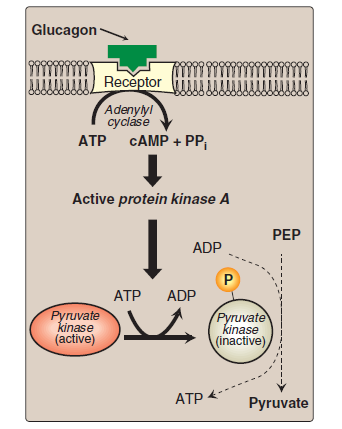 Glucagon
Receptor
Adenylyl
cyclase
ATP cAMP + PPi
Active protein kinase A
PEP
ADP
P
ATP ADP
Pyruvate
kinase
(active)
Pyruvate
kinase
(inactive)
ATP
Pyruvate